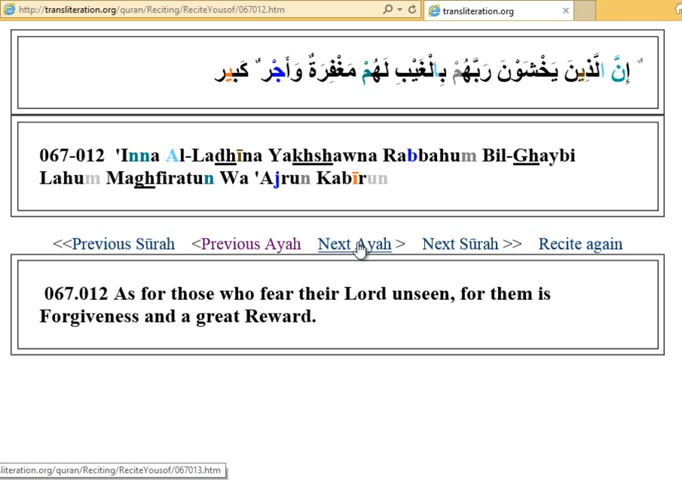 http://transliteration.org/quran/Reciting/ReciteYousof/067012.htm
transliteration.org
إِنَّ الَّذِينَ يَخْشَوْنَ رَبَّهُمْ بِالْغَيْبِ لَهُمْ مَغْفِرَةٌ وَأَجْر ٌ كَبِير ٌ
067-012 'Inna Al-Ladhīna Yakhshawna Rabbahum Bil-Ghaybi
Lahum Maghfiratun Wa 'Ajrun Kabīrun
<<Previous Sūrah <Previous Ayah Next Ayah > Next Sūrah >> Recite again
067.012 As for those who fear their Lord unseen, for them is
Forgiveness and a great Reward.
sliteration.org/quran/Reciting/ReciteYousof/067013.htm